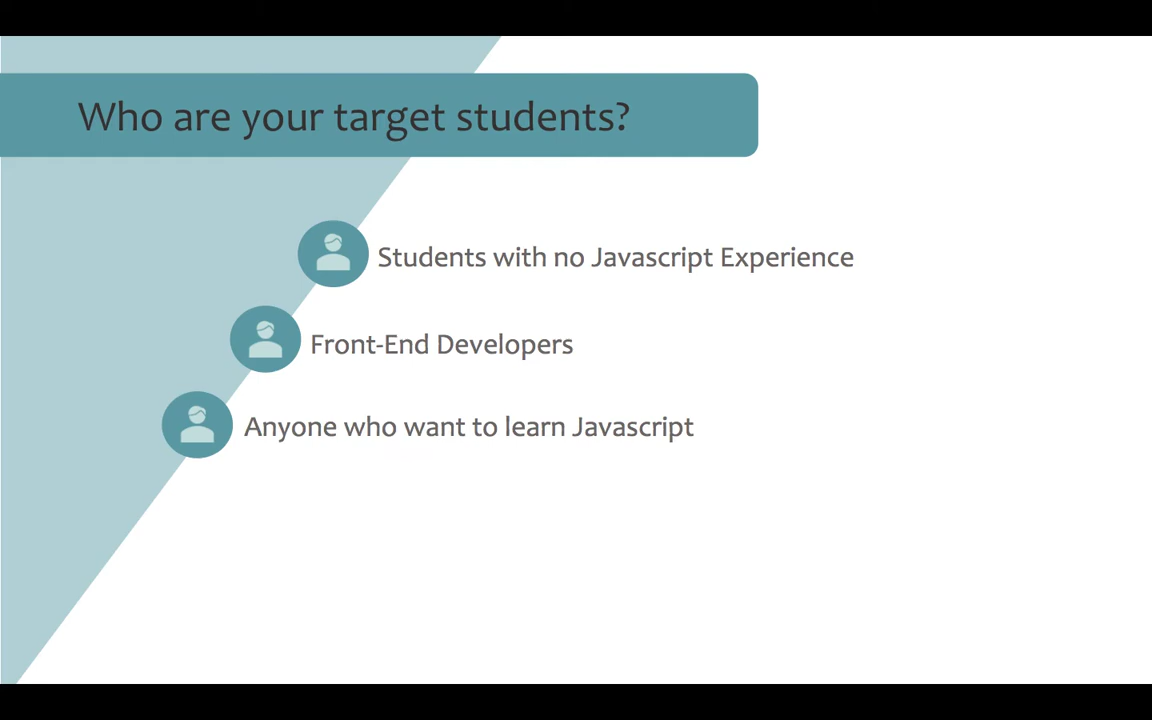 Who are your target students?
Students with no Javascript Experience
Front-End Developers
Anyone who want to learn Javascript